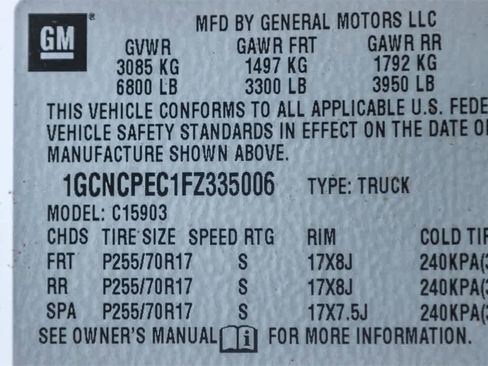 GM
MFD BY GENERAL MOTORS LLC
GVWR GAWR FRT GAWR RR
3085 KG 1497 KG 1792 KG
6800 LB 3300 LB 3950 LB
THIS VEHICLE CONFORMS TO ALL APPLICABLE U.S. FEDE
VEHICLE SAFETY STANDARDS IN EFFECT ON THE DATE O
MANUFACTURE SHOWN ABOVE.
1GCNCPEC1FZ335006 TYPE: TRUCK
MODEL: C15903
CHDS TIRE SIZE SPEED RTG RIM COLD TIR
FRT P255/70R17 S 17X8J 240KPA(3
RR P255/70R17 S 17X8J 240KPA(3
SPA P255/70R17 S 17X7.5J 240KPA(3
SEE OWNER'S MANUAL i FOR MORE INFORMATION.